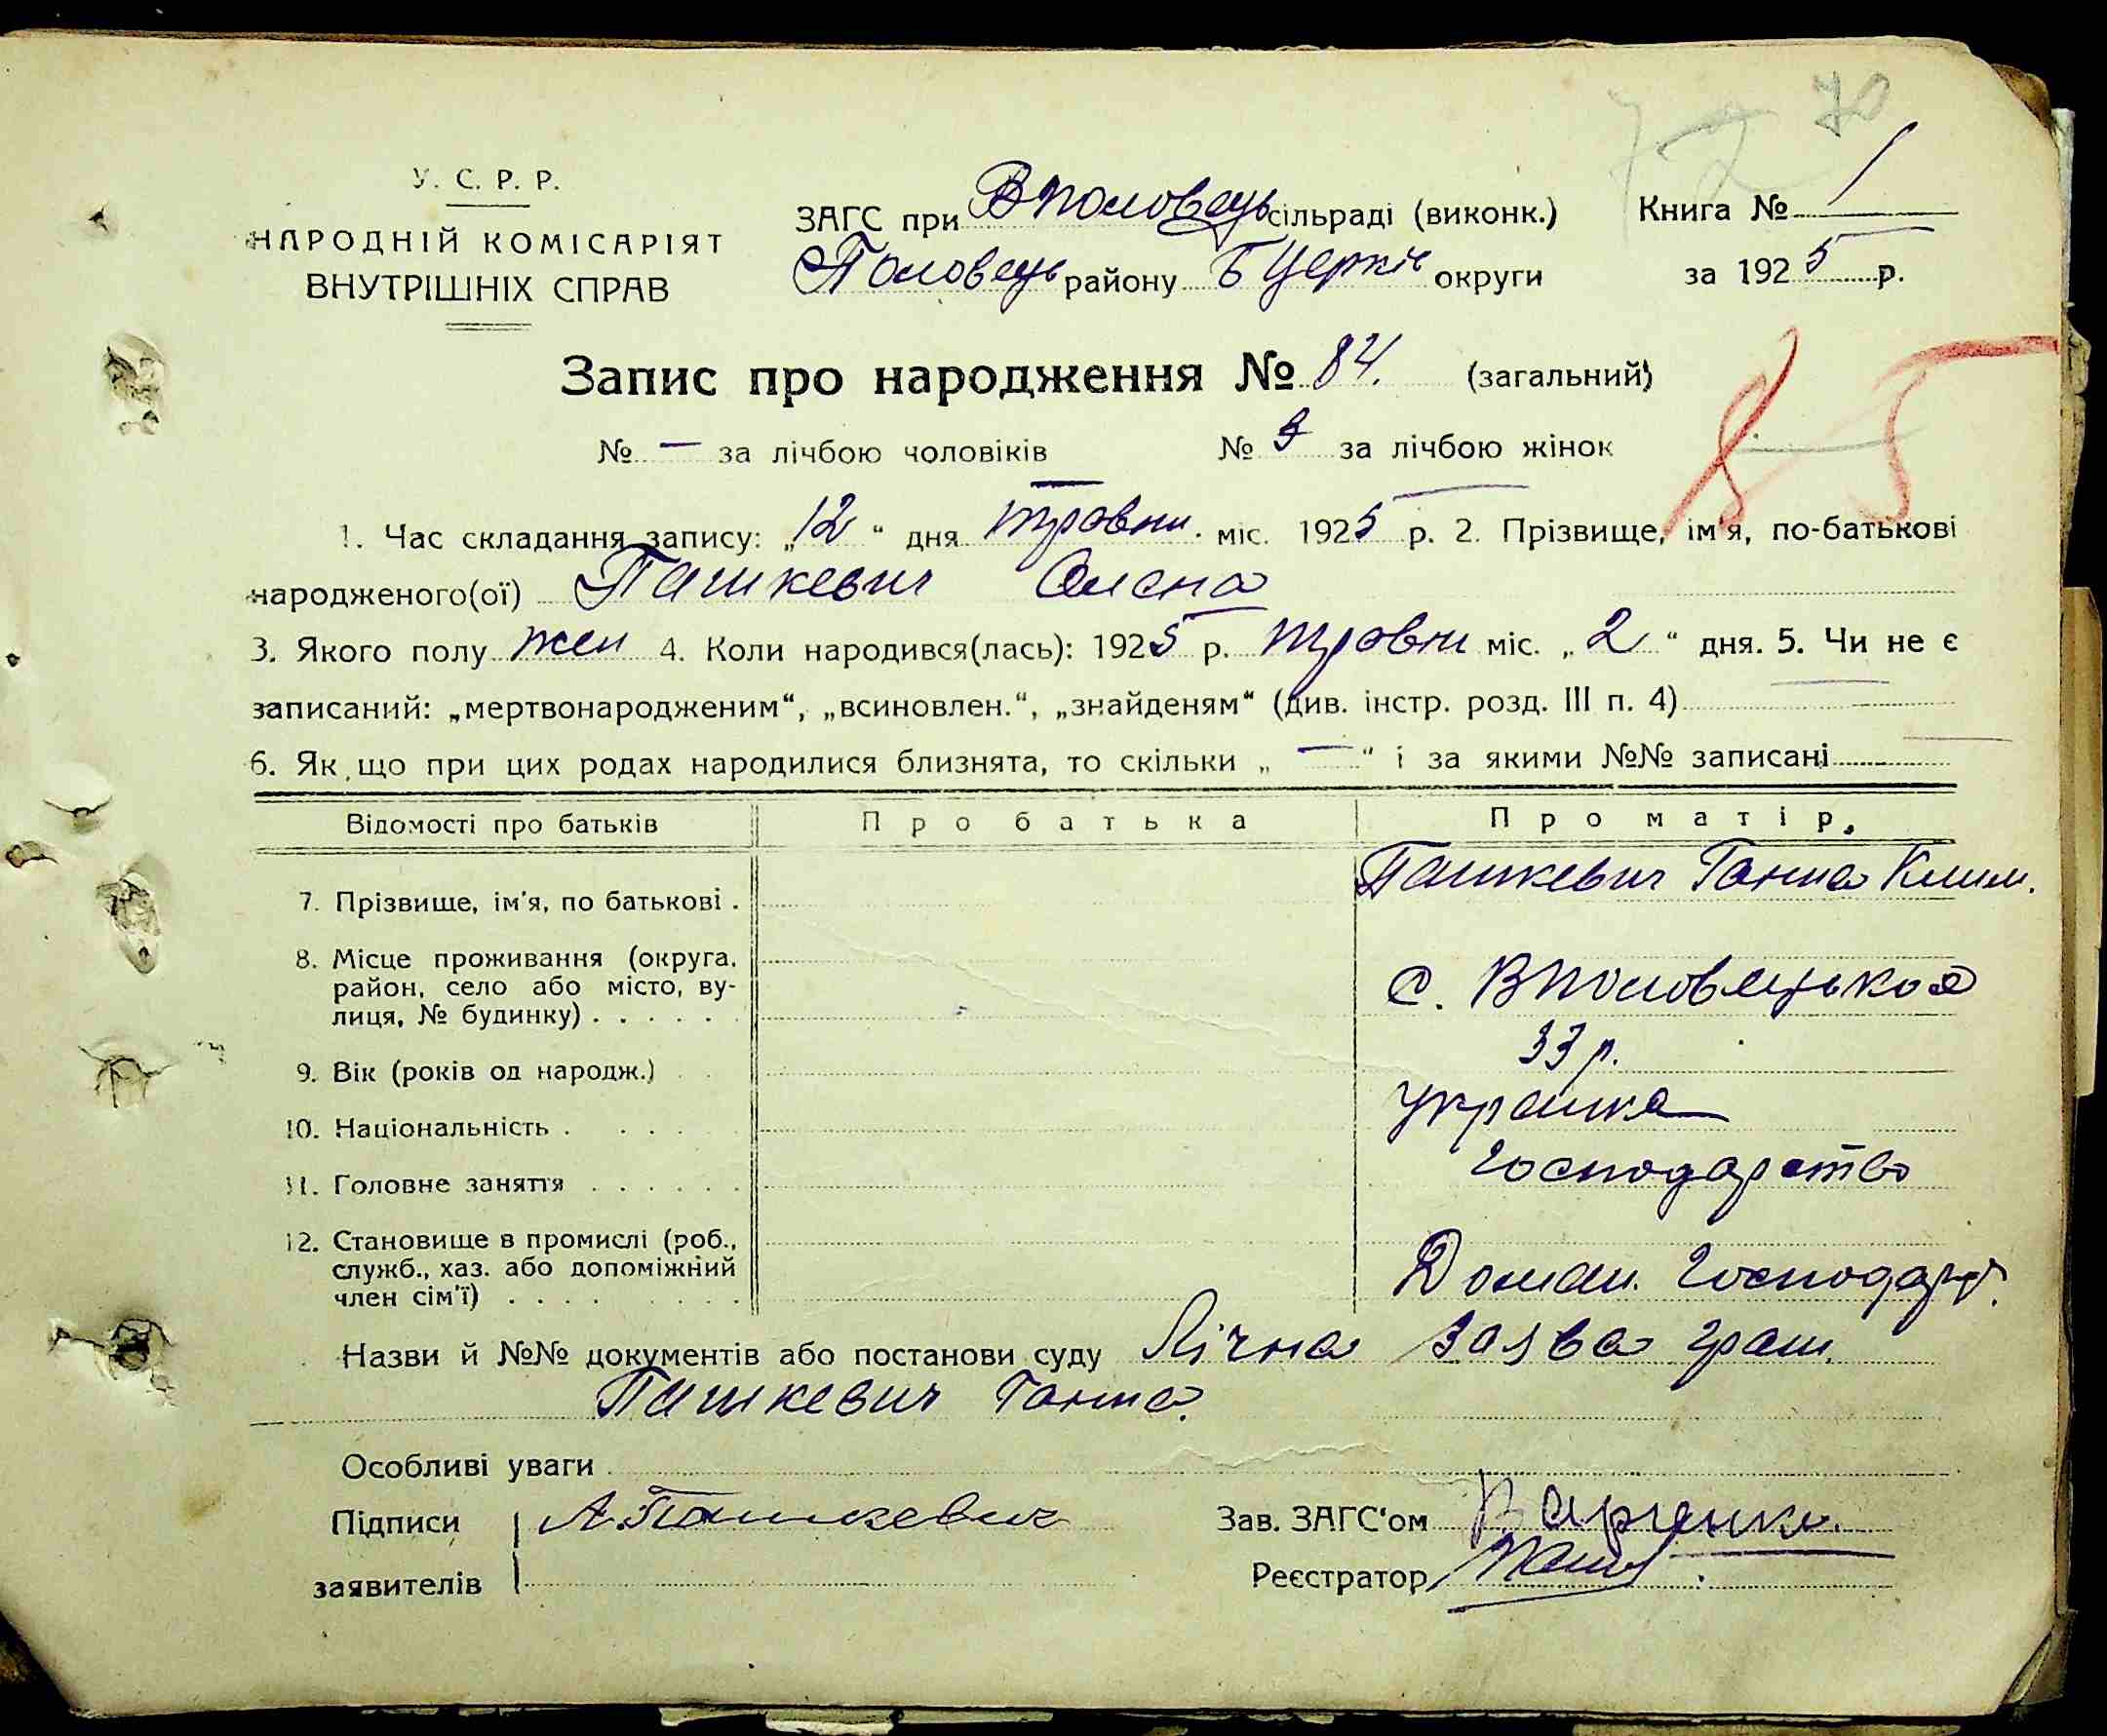 70
У. С. Р. Р.
НАРОДНІЙ КОМІСАРІЯТ
ВНУТРІШНІХ СПРАВ
ЗАГС при ВПоловець сільраді (виконк.)
Половець району Б Церків округи
Книга № 1
за 1925 р.
Запис про народження № 84. (загальний)
№ — за лічбою чоловіків № за лічбою жінок
85
1. Час складання запису: „12“ дня травня. міс. 1925 р. 2. Прізвище, ім'я, по-батькові
народженого(ої) Пашкевич Олена
3. Якого полу жен 4. Коли народився(лась): 1925 р. травня міс. „2“ дня. 5. Чи не є
записаний: „мертвонародженим“, „всиновлен.“, „знайденям“ (див. інстр. розд. III п. 4)
6. Як що при цих родах народилися близнята, то скільки „—“ і за якими №№ записані
Відомості про батьків Про батька Про матір,
7. Прізвище, ім'я, по батькові . Пашкевич Ганна Клим.
8. Місце проживання (округа,
район, село або місто, ву-
лиця, № будинку) . . . . . . с. ВПоловецькое
9. Вік (років од народж.) 33 р.
10. Національність . . . . . украинка
11. Головне заняття . . . . . . господарство
12. Становище в промислі (роб.,
служб., хаз. або допоміжний
член сім'ї) . . . . . . . . Домаш. господар.
Назви й №№ документів або постанови суду Лічна заява гром.
Пашкевич Ганна.
Особливі уваги
Підписи А. Пашкевич
заявителів
Зав. ЗАГС'ом
Реєстратор